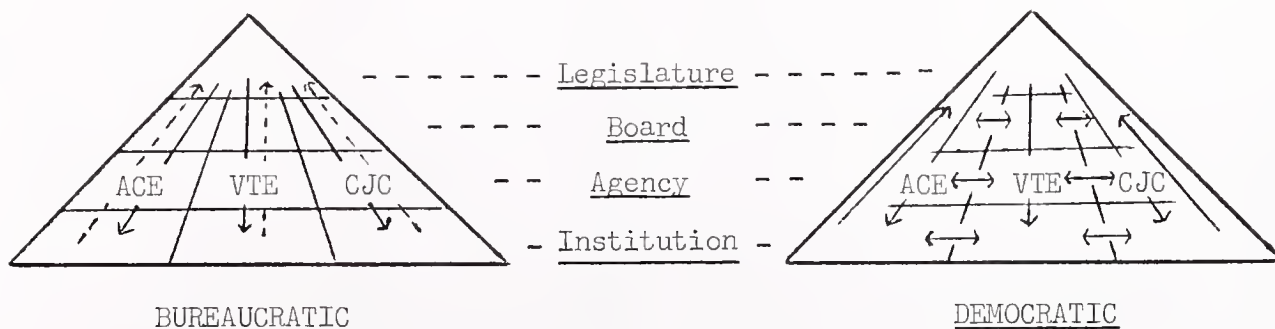 Legislature
Board
ACE VTE CJC Agency ACE VTE CJC
Institution
BUREAUCRATIC DEMOCRATIC